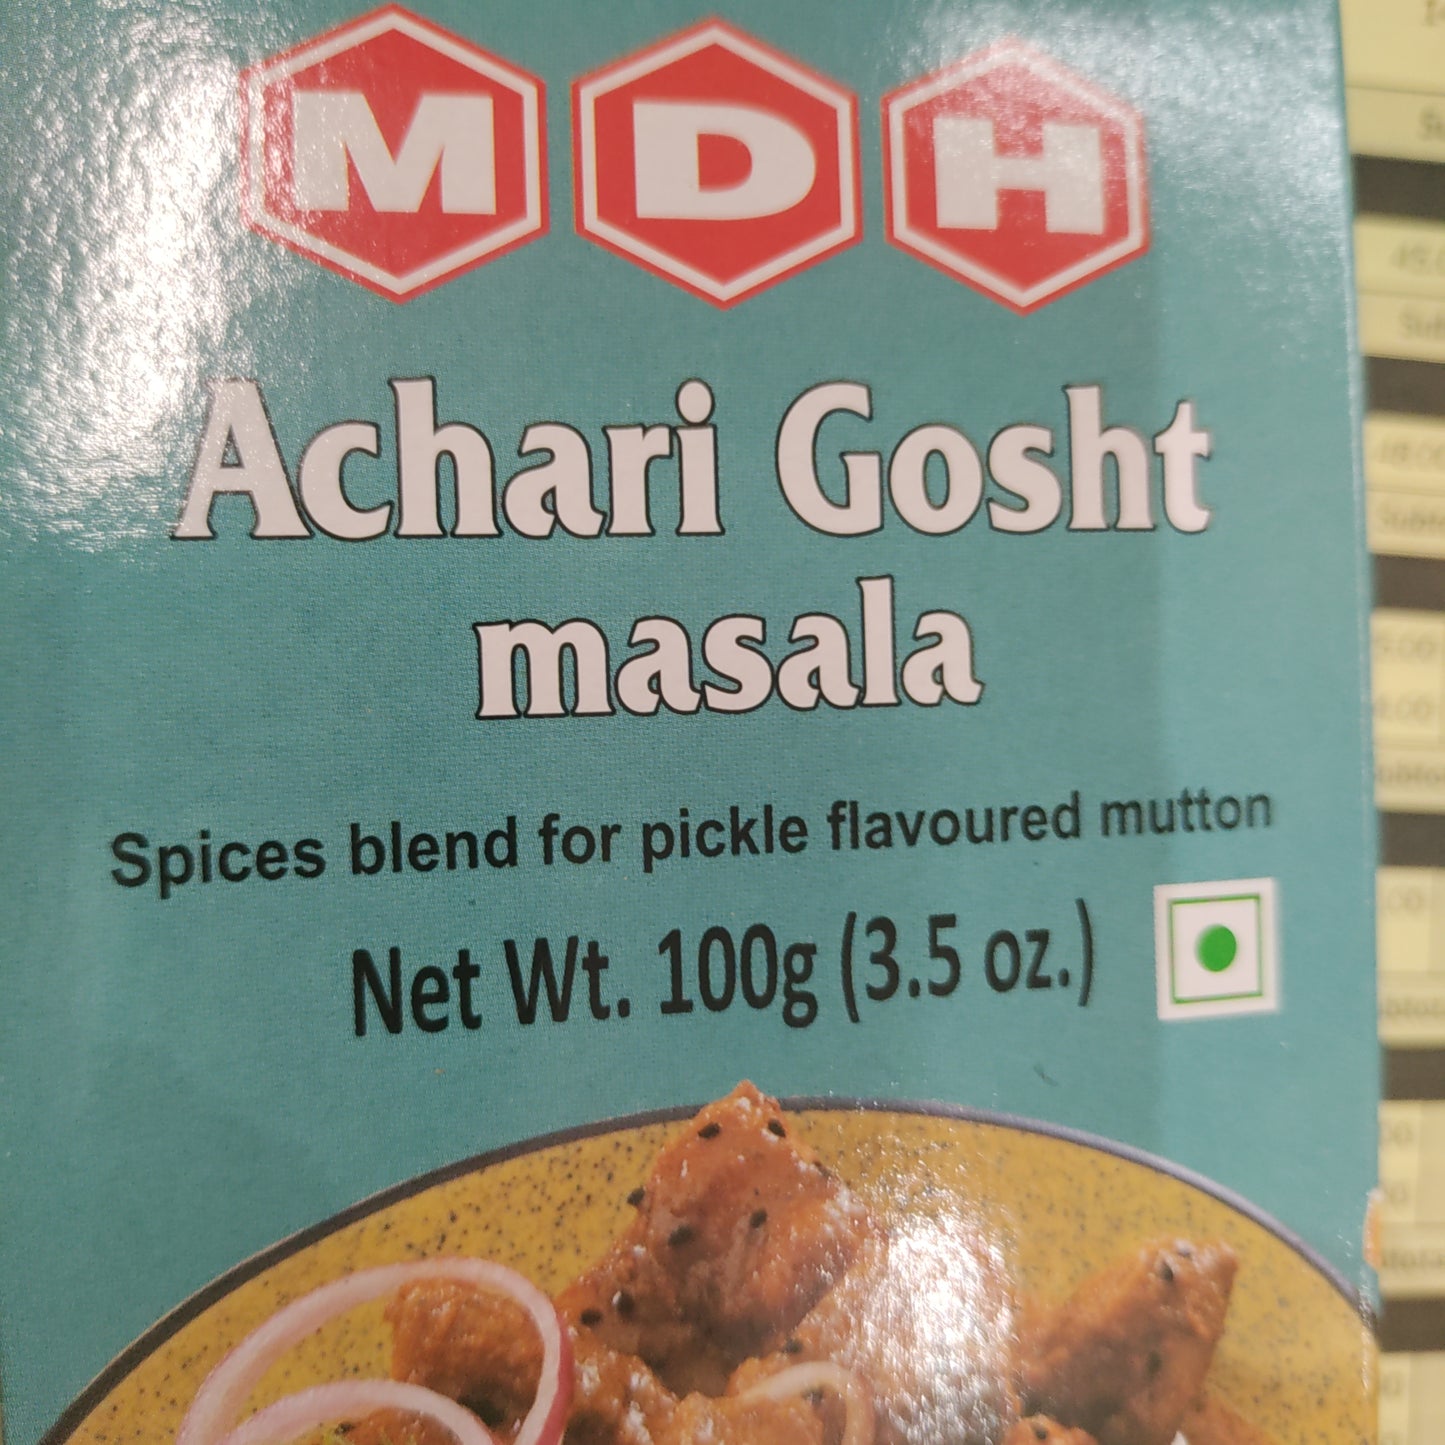 MDH
Achari Gosht
masala
Spices blend for pickle flavoured mutton
Net Wt. 100g (3.5 oz.)